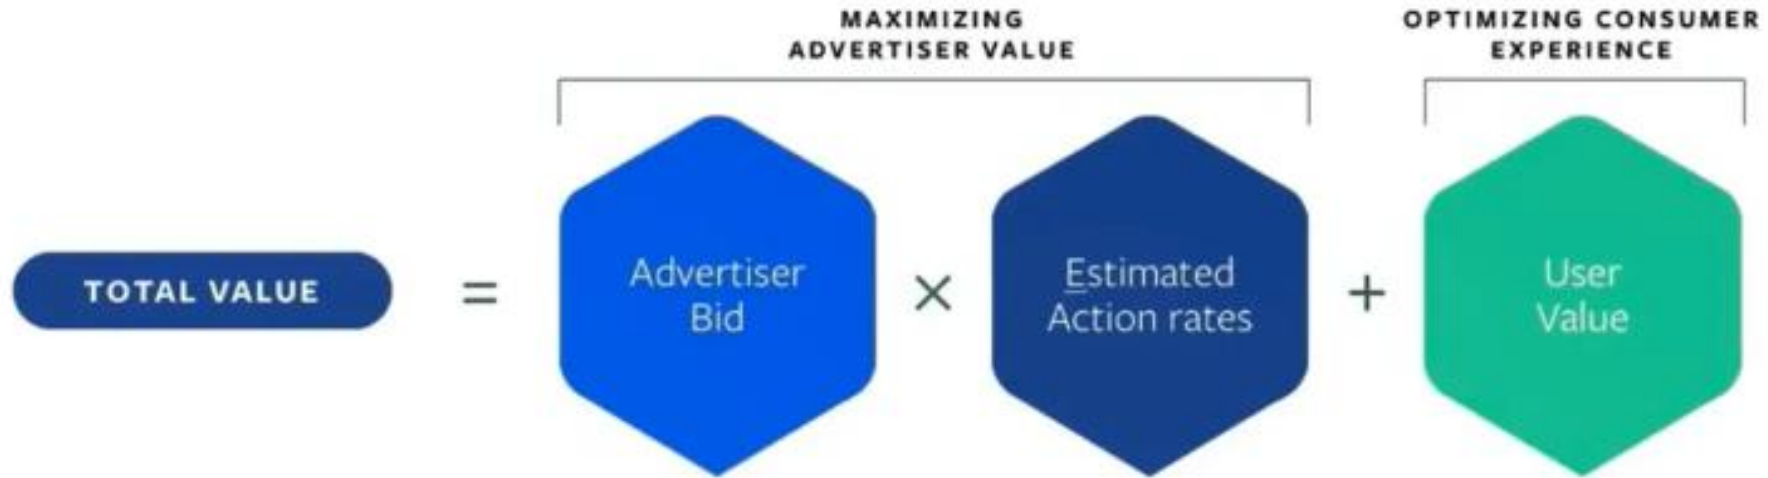 MAXIMIZING
ADVERTISER VALUE
OPTIMIZING CONSUMER
EXPERIENCE
TOTAL VALUE
=
Advertiser
Bid
×
Estimated
Action rates
+
User
Value